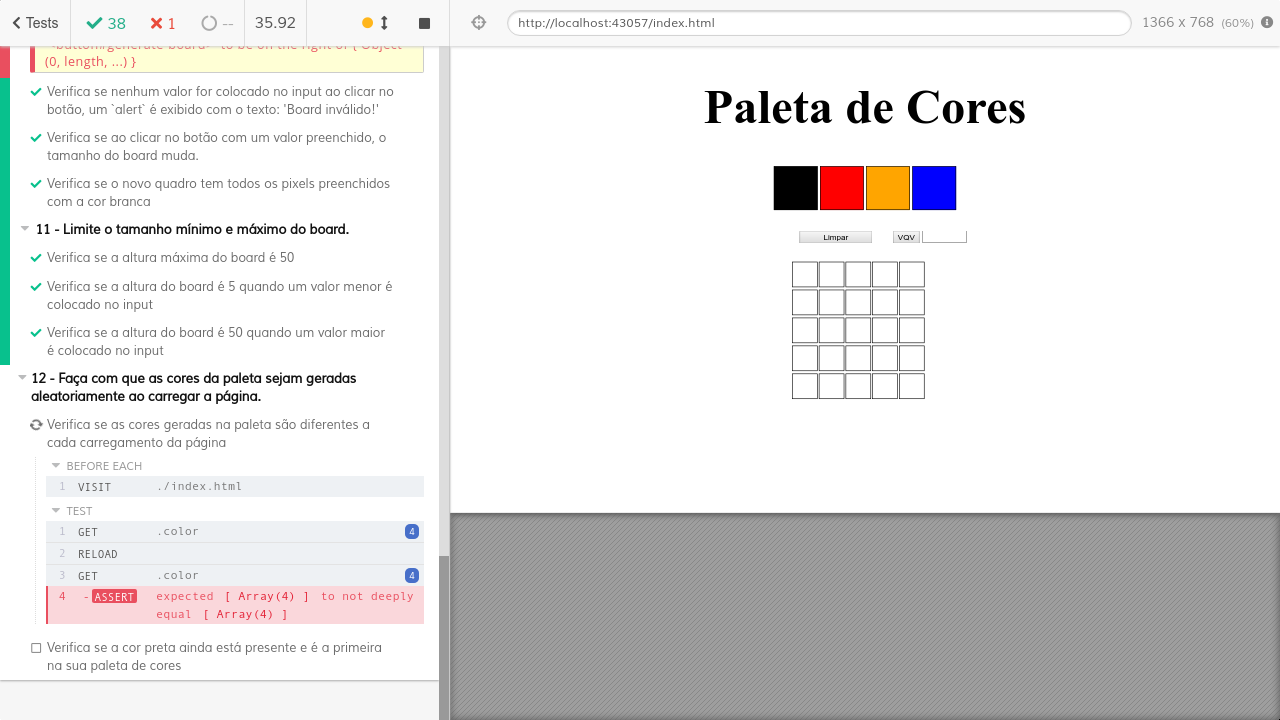 Tests 38 1 -- 35.92 http://localhost:43057/index.html 1366 x 768 (60%)
<button#generate-board> to be on the right of { Object
(0, length, ...) }
Verifica se nenhum valor for colocado no input ao clicar no
botão, um `alert` é exibido com o texto: 'Board inválido!'
Verifica se ao clicar no botão com um valor preenchido, o
tamanho do board muda.
Verifica se o novo quadro tem todos os pixels preenchidos
com a cor branca
11 - Limite o tamanho mínimo e máximo do board.
Verifica se a altura máxima do board é 50
Verifica se a altura do board é 5 quando um valor menor é
colocado no input
Verifica se a altura do board é 50 quando um valor maior
é colocado no input
12 - Faça com que as cores da paleta sejam geradas
aleatoriamente ao carregar a página.
Verifica se as cores geradas na paleta são diferentes a
cada carregamento da página
BEFORE EACH
1 VISIT ./index.html
TEST
1 GET .color 4
2 RELOAD
3 GET .color 4
4 -ASSERT expected [ Array(4) ] to not deeply
equal [ Array(4) ]
Verifica se a cor preta ainda está presente e é a primeira
na sua paleta de cores
Paleta de Cores
Limpar VQV